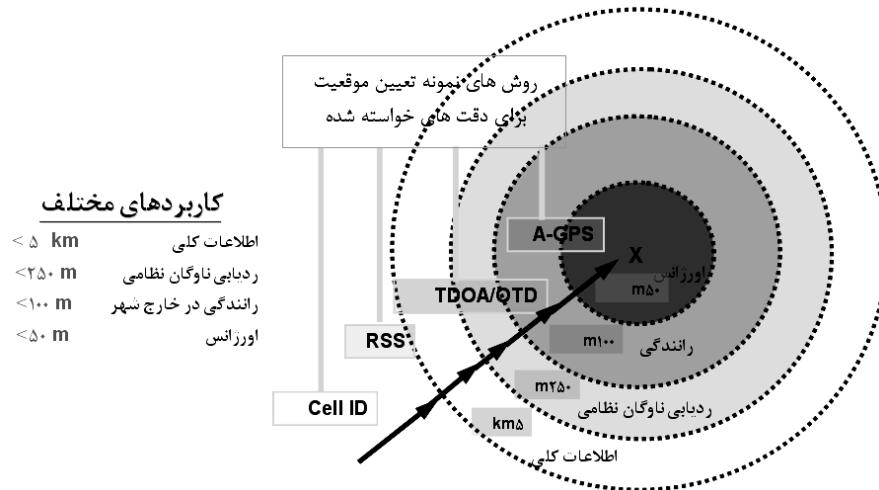 روش های نمونه تعیین موقعیت
برای دقت های خواسته شده
کاربردهای مختلف
اطلاعات کلی < ۵ km
ردیابی ناوگان نظامی <۲۵۰ m
رانندگی در خارج شهر <۱۰۰ m
اورژانس <۵۰ m
A-GPS
X
اورژانس
m۵۰
TDOA/OTD
RSS
m۱۰۰
رانندگی
Cell ID
m۲۵۰
ردیابی ناوگان نظامی
km۵
اطلاعات کلی